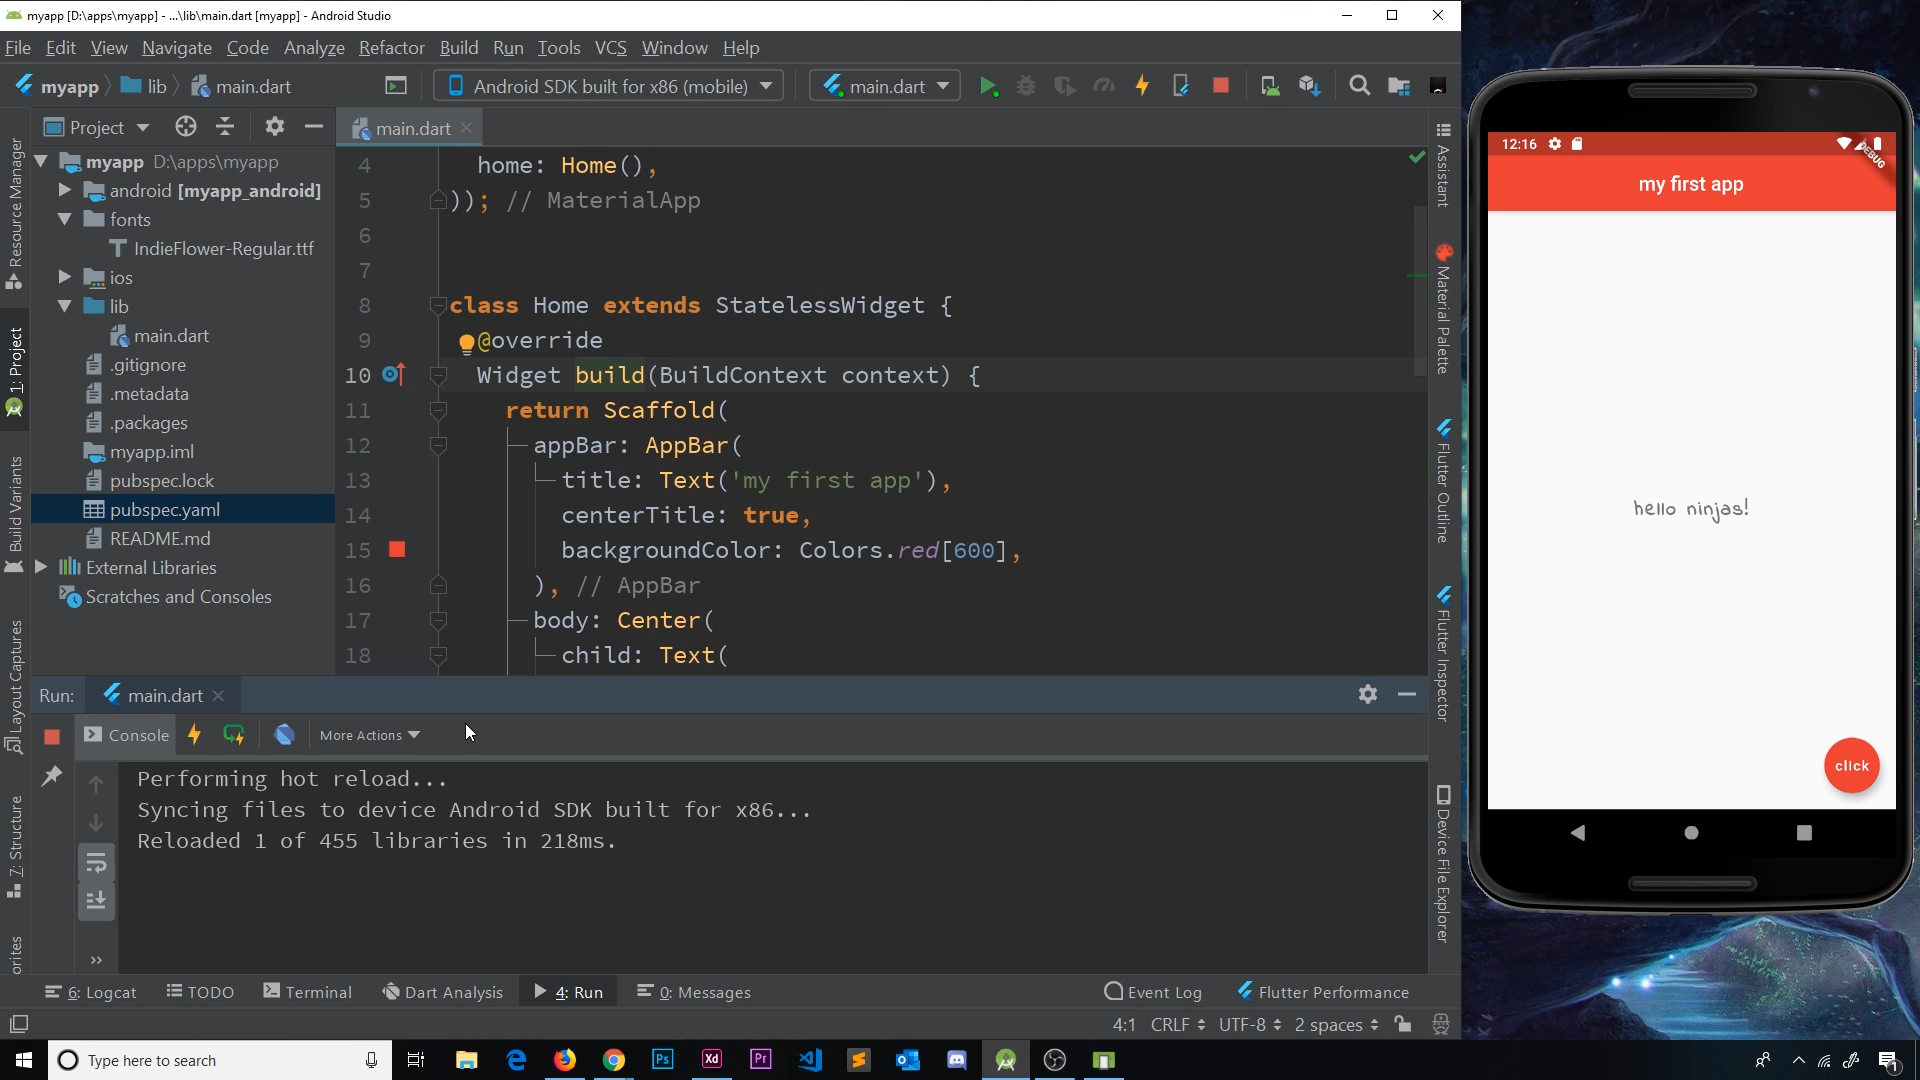 myapp [D:\apps\myapp] - ...\lib\main.dart [myapp] - Android Studio
File Edit View Navigate Code Analyze Refactor Build Run Tools VCS Window Help
myapp lib main.dart Android SDK built for x86 (mobile) main.dart
Project
main.dart
myapp D:\apps\myapp
android [myapp_android]
fonts
IndieFlower-Regular.ttf
ios
lib
main.dart
.gitignore
.metadata
.packages
myapp.iml
pubspec.lock
pubspec.yaml
README.md
External Libraries
Scratches and Consoles
Resource Manager
1: Project
Build Variants
Layout Captures
7: Structure
orites
4 home: Home(),
5 )); // MaterialApp
6
7
8 class Home extends StatelessWidget {
9 @override
10 Widget build(BuildContext context) {
11 return Scaffold(
12 appBar: AppBar(
13 title: Text('my first app'),
14 centerTitle: true,
15 backgroundColor: Colors.red[600],
16 ), // AppBar
17 body: Center(
18 child: Text(
Assistant
Material Palette
Flutter Outline
Flutter Inspector
Device File Explorer
Run: main.dart
Console More Actions
Performing hot reload...
Syncing files to device Android SDK built for x86...
Reloaded 1 of 455 libraries in 218ms.
»
6: Logcat TODO Terminal Dart Analysis 4: Run 0: Messages Event Log Flutter Performance
4:1 CRLF UTF-8 2 spaces
Type here to search
Ps Xd Pr
1
12:16
DEBUG
my first app
hello ninjas!
click